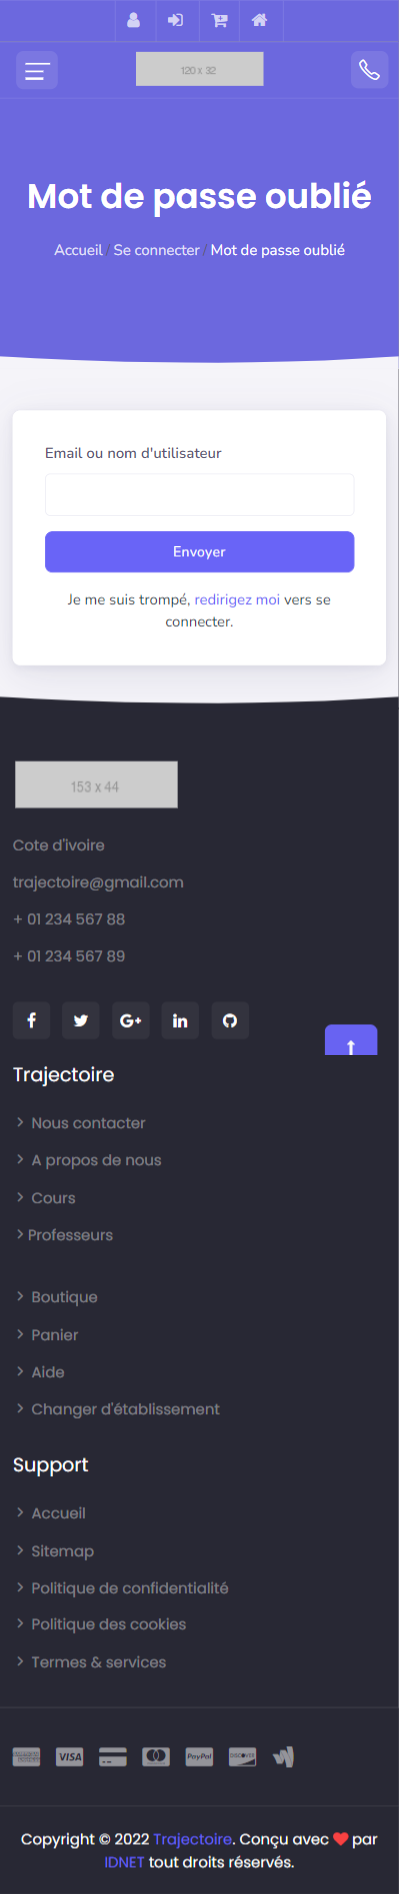 120 x 32
Mot de passe oublié
Accueil / Se connecter / Mot de passe oublié
Email ou nom d'utilisateur
Envoyer
Je me suis trompé, redirigez moi vers se
connecter.
153 x 44
Cote d'ivoire
trajectoire@gmail.com
+ 01 234 567 88
+ 01 234 567 89
Trajectoire
Nous contacter
A propos de nous
Cours
Professeurs
Boutique
Panier
Aide
Changer d'établissement
Support
Accueil
Sitemap
Politique de confidentialité
Politique des cookies
Termes & services
VISA PayPal DISCOVER
Copyright © 2022 Trajectoire. Conçu avec ❤ par
IDNET tout droits réservés.